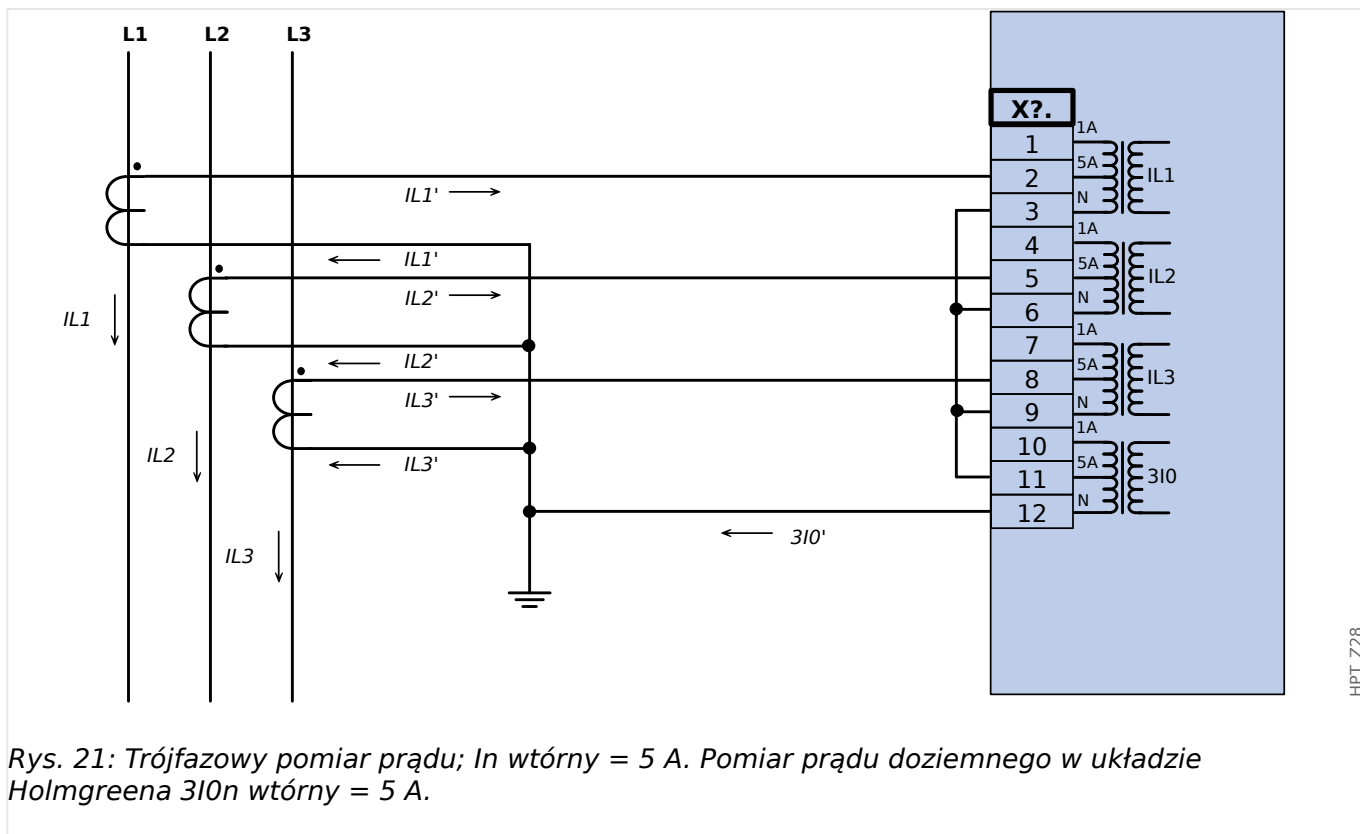 L1 L2 L3
X?.
1 1A
2 5A
3 N
IL1
4 1A
5 5A
6 N
IL2
7 1A
8 5A
9 N
IL3
10 1A
11 5A
12 N
3I0
IL1'
IL1'
IL2'
IL2'
IL3'
IL3'
IL1
IL2
IL3
3I0'
HPT_Z28
Rys. 21: Trójfazowy pomiar prądu; In wtórny = 5 A. Pomiar prądu doziemnego w układzie
Holmgreena 3I0n wtórny = 5 A.